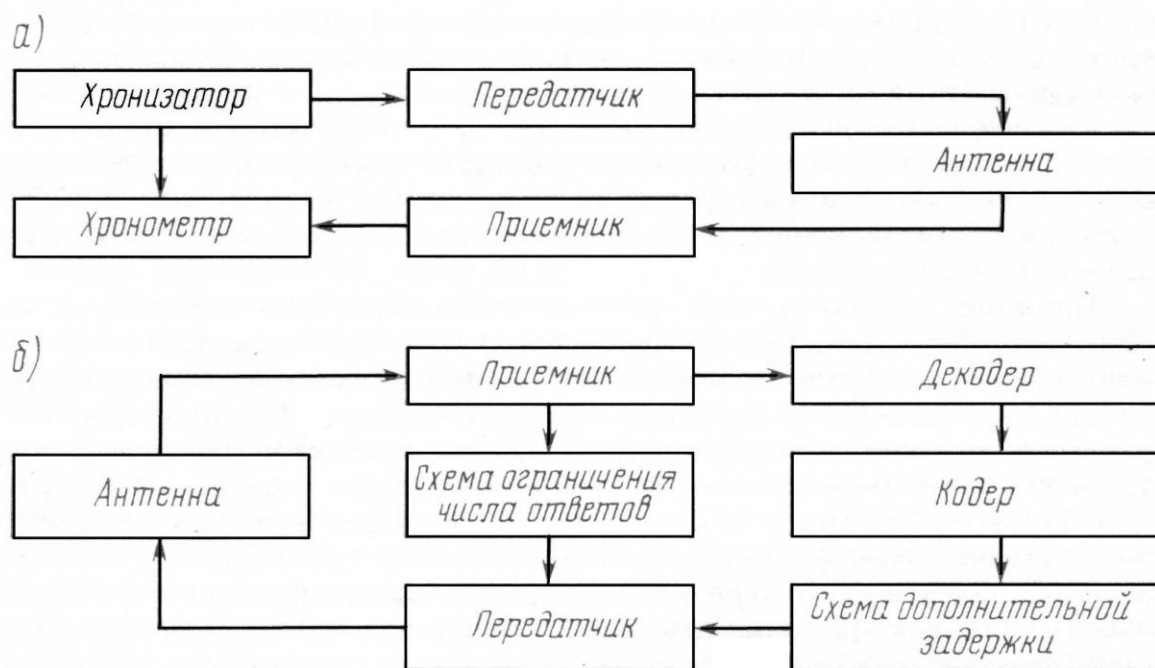 а)
Хронизатор
Передатчик
Антенна
Хронометр
Приемник
б)
Приемник
Декодер
Антенна
Схема ограничения
числа ответов
Кодер
Передатчик
Схема дополнительной
задержки